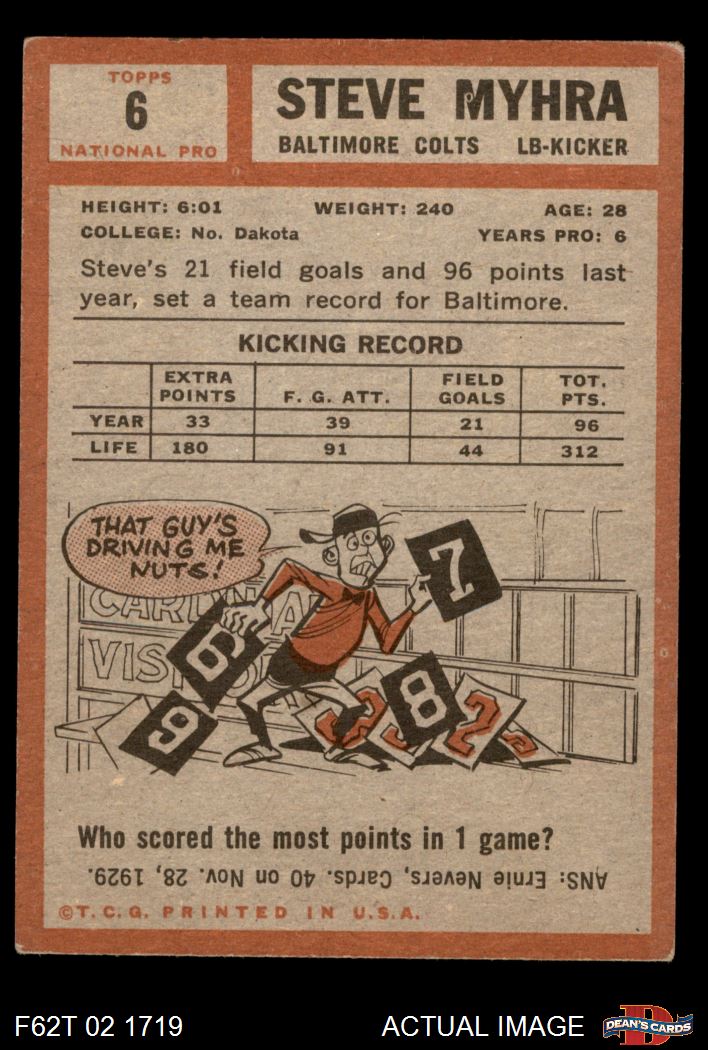 TOPPS
6
NATIONAL PRO
STEVE MYHRA
BALTIMORE COLTS LB-KICKER
HEIGHT: 6:01 WEIGHT: 240 AGE: 28
COLLEGE: No. Dakota YEARS PRO: 6
Steve's 21 field goals and 96 points last
year, set a team record for Baltimore.
KICKING RECORD
EXTRA POINTS F. G. ATT. FIELD GOALS TOT. PTS.
YEAR 33 39 21 96
LIFE 180 91 44 312
THAT GUY'S
DRIVING ME
NUTS!
CARDINA
VISITO
7
6
9
8
3
2
Who scored the most points in 1 game?
ANS: Ernie Nevers, Cards. 40 on Nov. 28, 1929.
©T.C.G. PRINTED IN U.S.A.
F62T 02 1719 ACTUAL IMAGE
D
DEAN'S CARDS